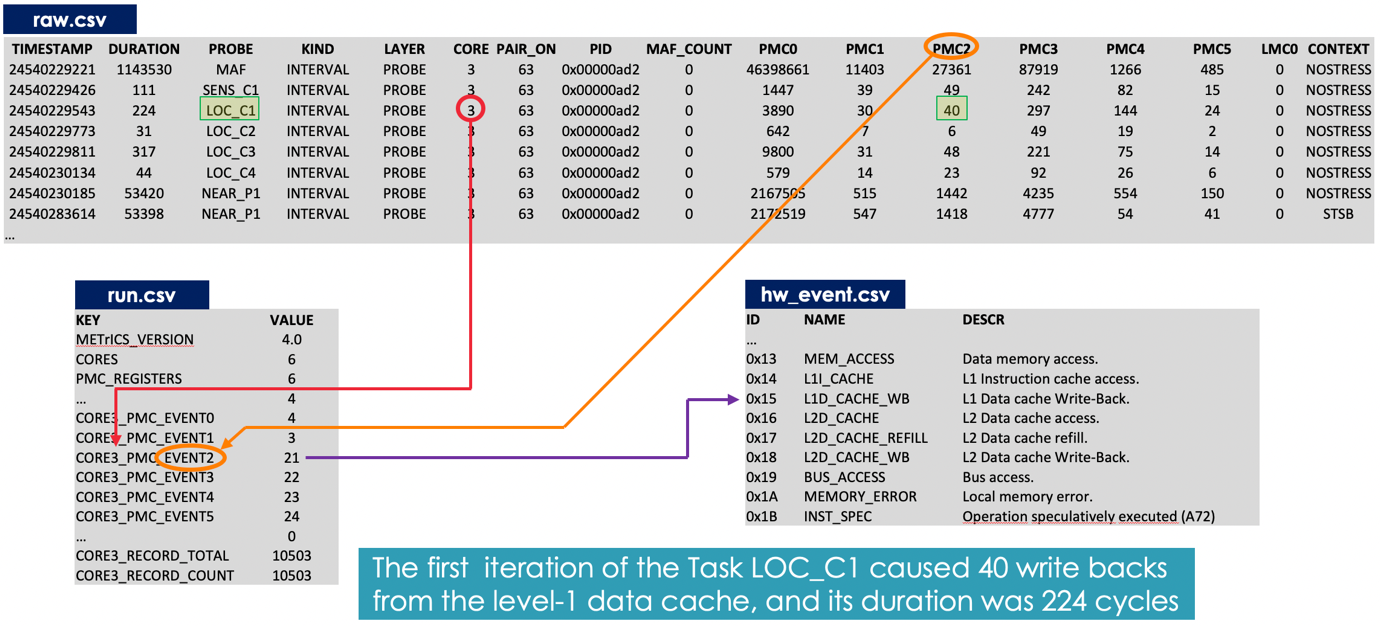 raw.csv
TIMESTAMP DURATION PROBE KIND LAYER CORE PAIR_ON PID MAF_COUNT PMC0 PMC1 PMC2 PMC3 PMC4 PMC5 LMC0 CONTEXT
24540229221 1143530 MAF INTERVAL PROBE 3 63 0x00000ad2 0 46398661 11403 27361 87919 1266 485 0 NOSTRESS
24540229426 111 SENS_C1 INTERVAL PROBE 3 63 0x00000ad2 0 1447 39 49 242 82 15 0 NOSTRESS
24540229543 224 LOC_C1 INTERVAL PROBE 3 63 0x00000ad2 0 3890 30 40 297 144 24 0 NOSTRESS
24540229773 31 LOC_C2 INTERVAL PROBE 3 63 0x00000ad2 0 642 7 6 49 19 2 0 NOSTRESS
24540229811 317 LOC_C3 INTERVAL PROBE 3 63 0x00000ad2 0 9800 31 48 221 75 14 0 NOSTRESS
24540230134 44 LOC_C4 INTERVAL PROBE 3 63 0x00000ad2 0 579 14 23 92 26 6 0 NOSTRESS
24540230185 53420 NEAR_P1 INTERVAL PROBE 3 63 0x00000ad2 0 2167505 515 1442 4235 554 150 0 NOSTRESS
24540283614 53398 NEAR_P1 INTERVAL PROBE 3 63 0x00000ad2 0 2172519 547 1418 4777 54 41 0 STSB
...
run.csv
KEY VALUE
METrICS_VERSION 4.0
CORES 6
PMC_REGISTERS 6
... 4
CORE3_PMC_EVENT0 4
CORE3_PMC_EVENT1 3
CORE3_PMC_EVENT2 21
CORE3_PMC_EVENT3 22
CORE3_PMC_EVENT4 23
CORE3_PMC_EVENT5 24
... 0
CORE3_RECORD_TOTAL 10503
CORE3_RECORD_COUNT 10503
hw_event.csv
ID NAME DESCR
...
0x13 MEM_ACCESS Data memory access.
0x14 L1I_CACHE L1 Instruction cache access.
0x15 L1D_CACHE_WB L1 Data cache Write-Back.
0x16 L2D_CACHE L2 Data cache access.
0x17 L2D_CACHE_REFILL L2 Data cache refill.
0x18 L2D_CACHE_WB L2 Data cache Write-Back.
0x19 BUS_ACCESS Bus access.
0x1A MEMORY_ERROR Local memory error.
0x1B INST_SPEC Operation speculatively executed (A72)
The first iteration of the Task LOC_C1 caused 40 write backs
from the level-1 data cache, and its duration was 224 cycles